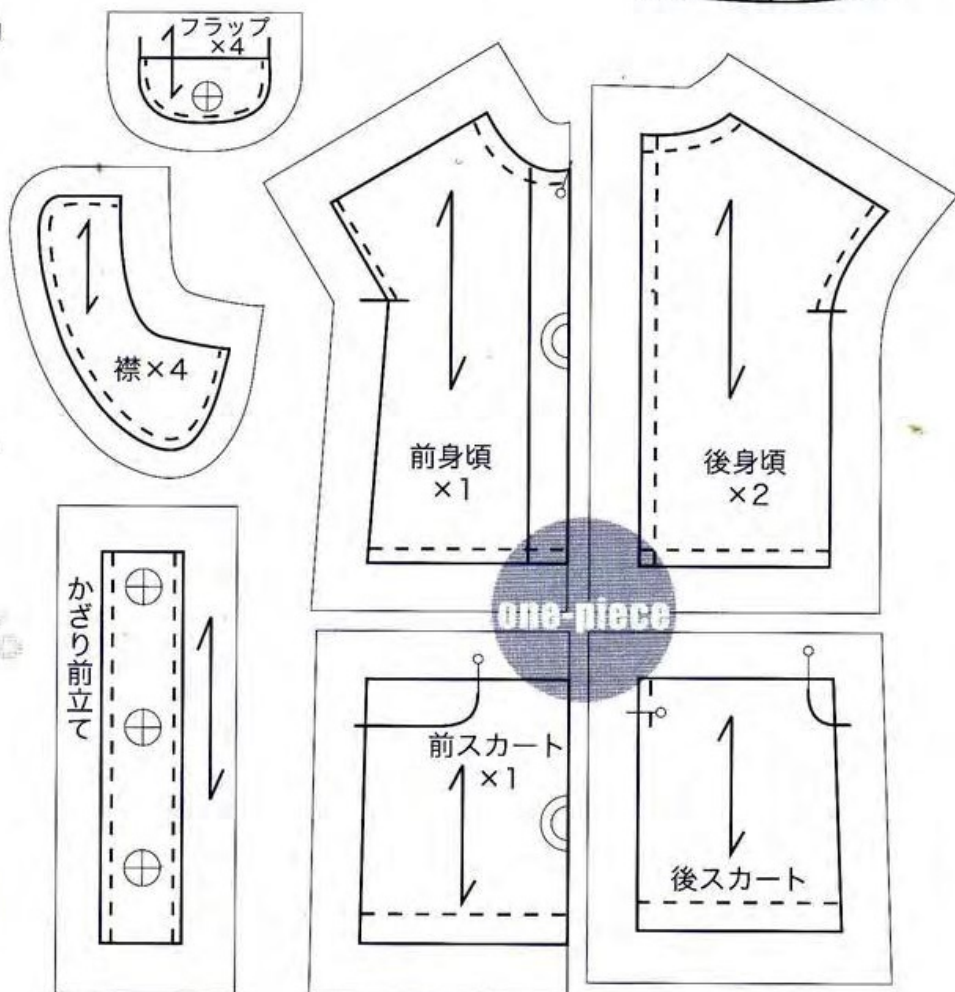 フラップ
×4
襟×4
前身頃
×1
後身頃
×2
one-piece
かざり前立て
前スカート
×1
後スカート